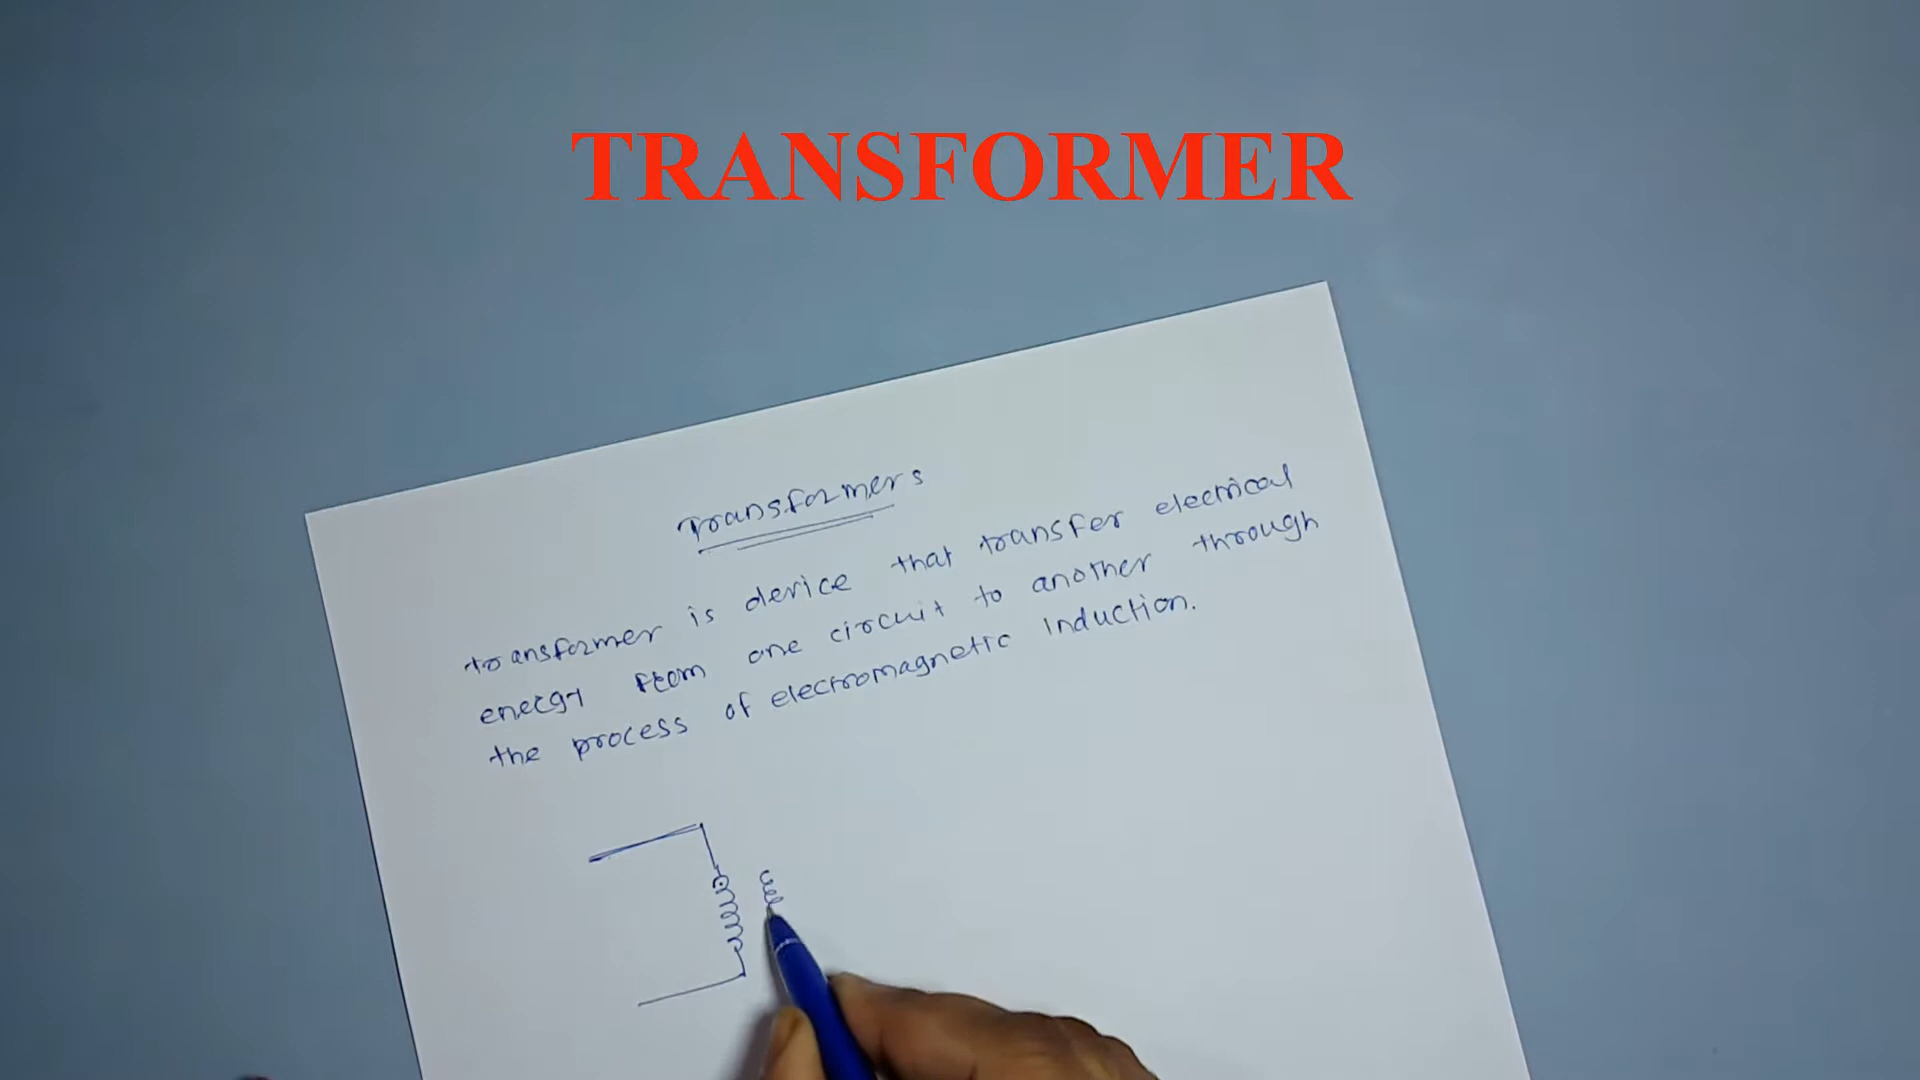 TRANSFORMER
Transformers
transformer is device that transfer electrical
energy from one circuit to another through
the process of electromagnetic induction.